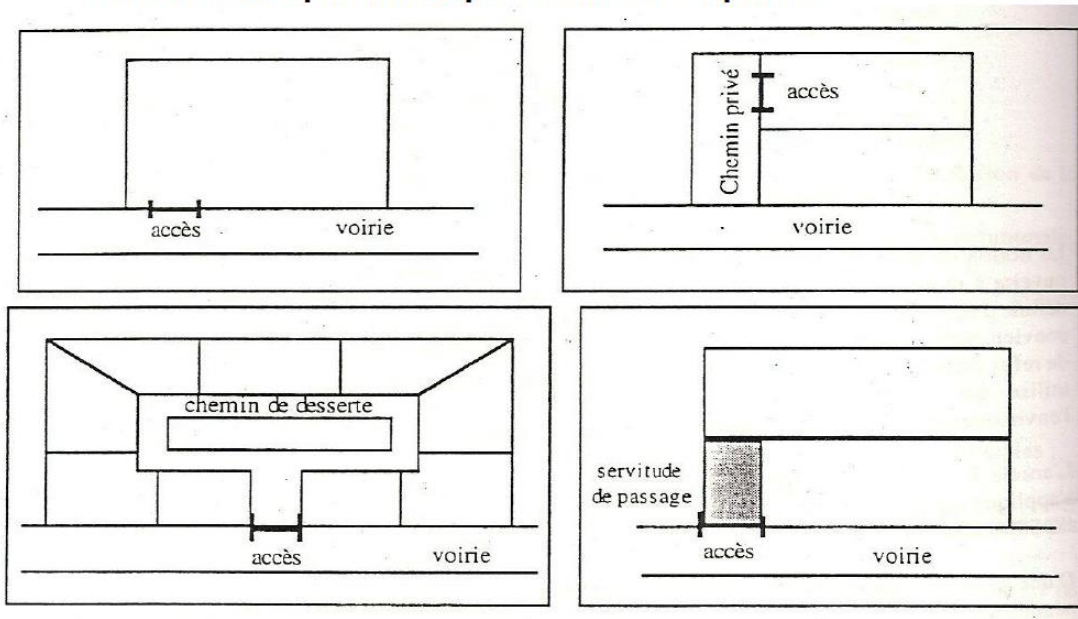 accès
voirie
Chemin privé
accès
voirie
chemin de desserte
accès
voirie
servitude
de passage
accès
voirie